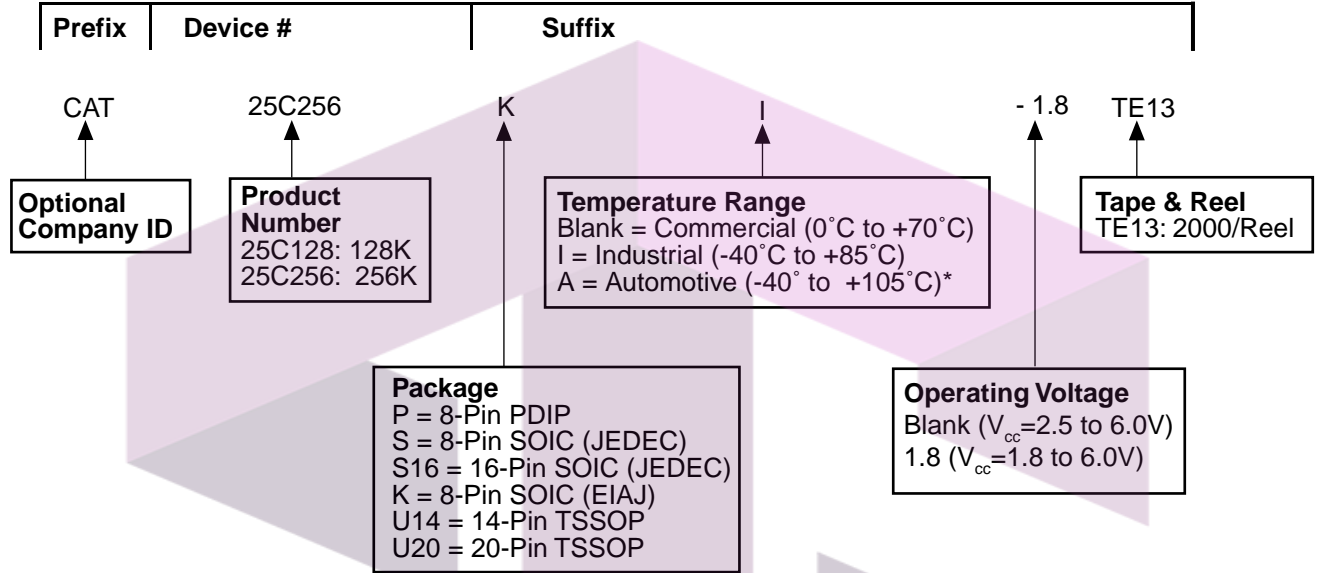 Prefix Device # Suffix
CAT 25C256 K I - 1.8 TE13
Optional
Company ID
Product
Number
25C128: 128K
25C256: 256K
Temperature Range
Blank = Commercial (0˚C to +70˚C)
I = Industrial (-40˚C to +85˚C)
A = Automotive (-40˚ to +105˚C)*
Tape & Reel
TE13: 2000/Reel
Package
P = 8-Pin PDIP
S = 8-Pin SOIC (JEDEC)
S16 = 16-Pin SOIC (JEDEC)
K = 8-Pin SOIC (EIAJ)
U14 = 14-Pin TSSOP
U20 = 20-Pin TSSOP
Operating Voltage
Blank (Vcc=2.5 to 6.0V)
1.8 (Vcc=1.8 to 6.0V)